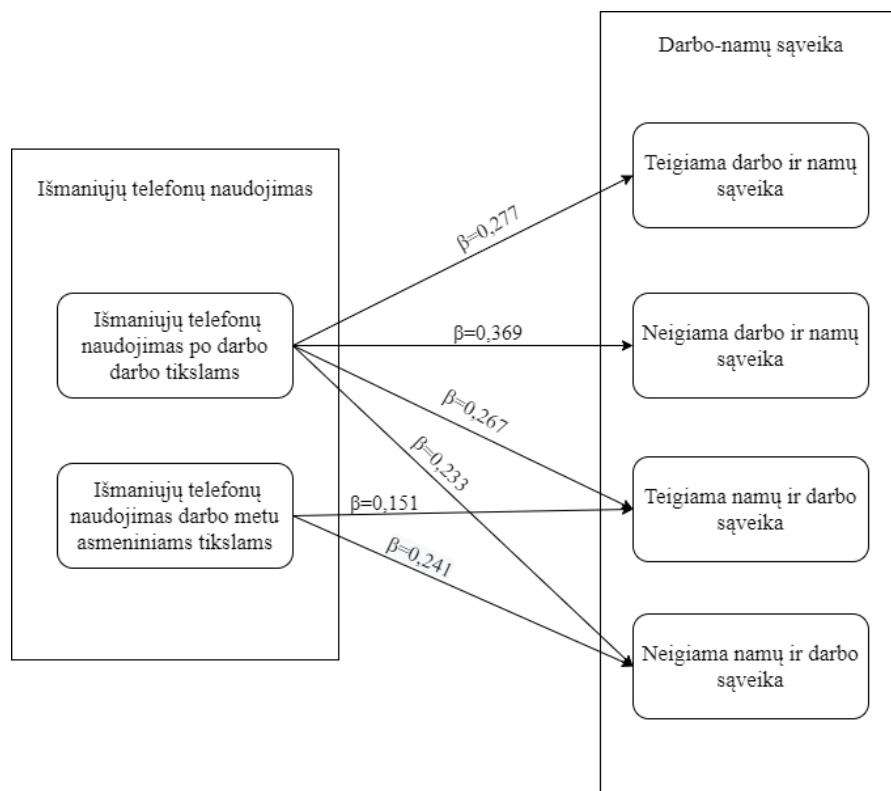 Darbo-namų sąveika
Teigiama darbo ir namų
sąveika
Išmaniųjų telefonų naudojimas
β=0,277
Išmaniųjų telefonų
naudojimas po darbo
darbo tikslams
β=0,369
Neigiama darbo ir namų
sąveika
β=0,267
β=0,233
Išmaniųjų telefonų
naudojimas darbo metu
asmeniniams tikslams
β=0,151
Teigiama namų ir darbo
sąveika
β=0,241
Neigiama namų ir darbo
sąveika